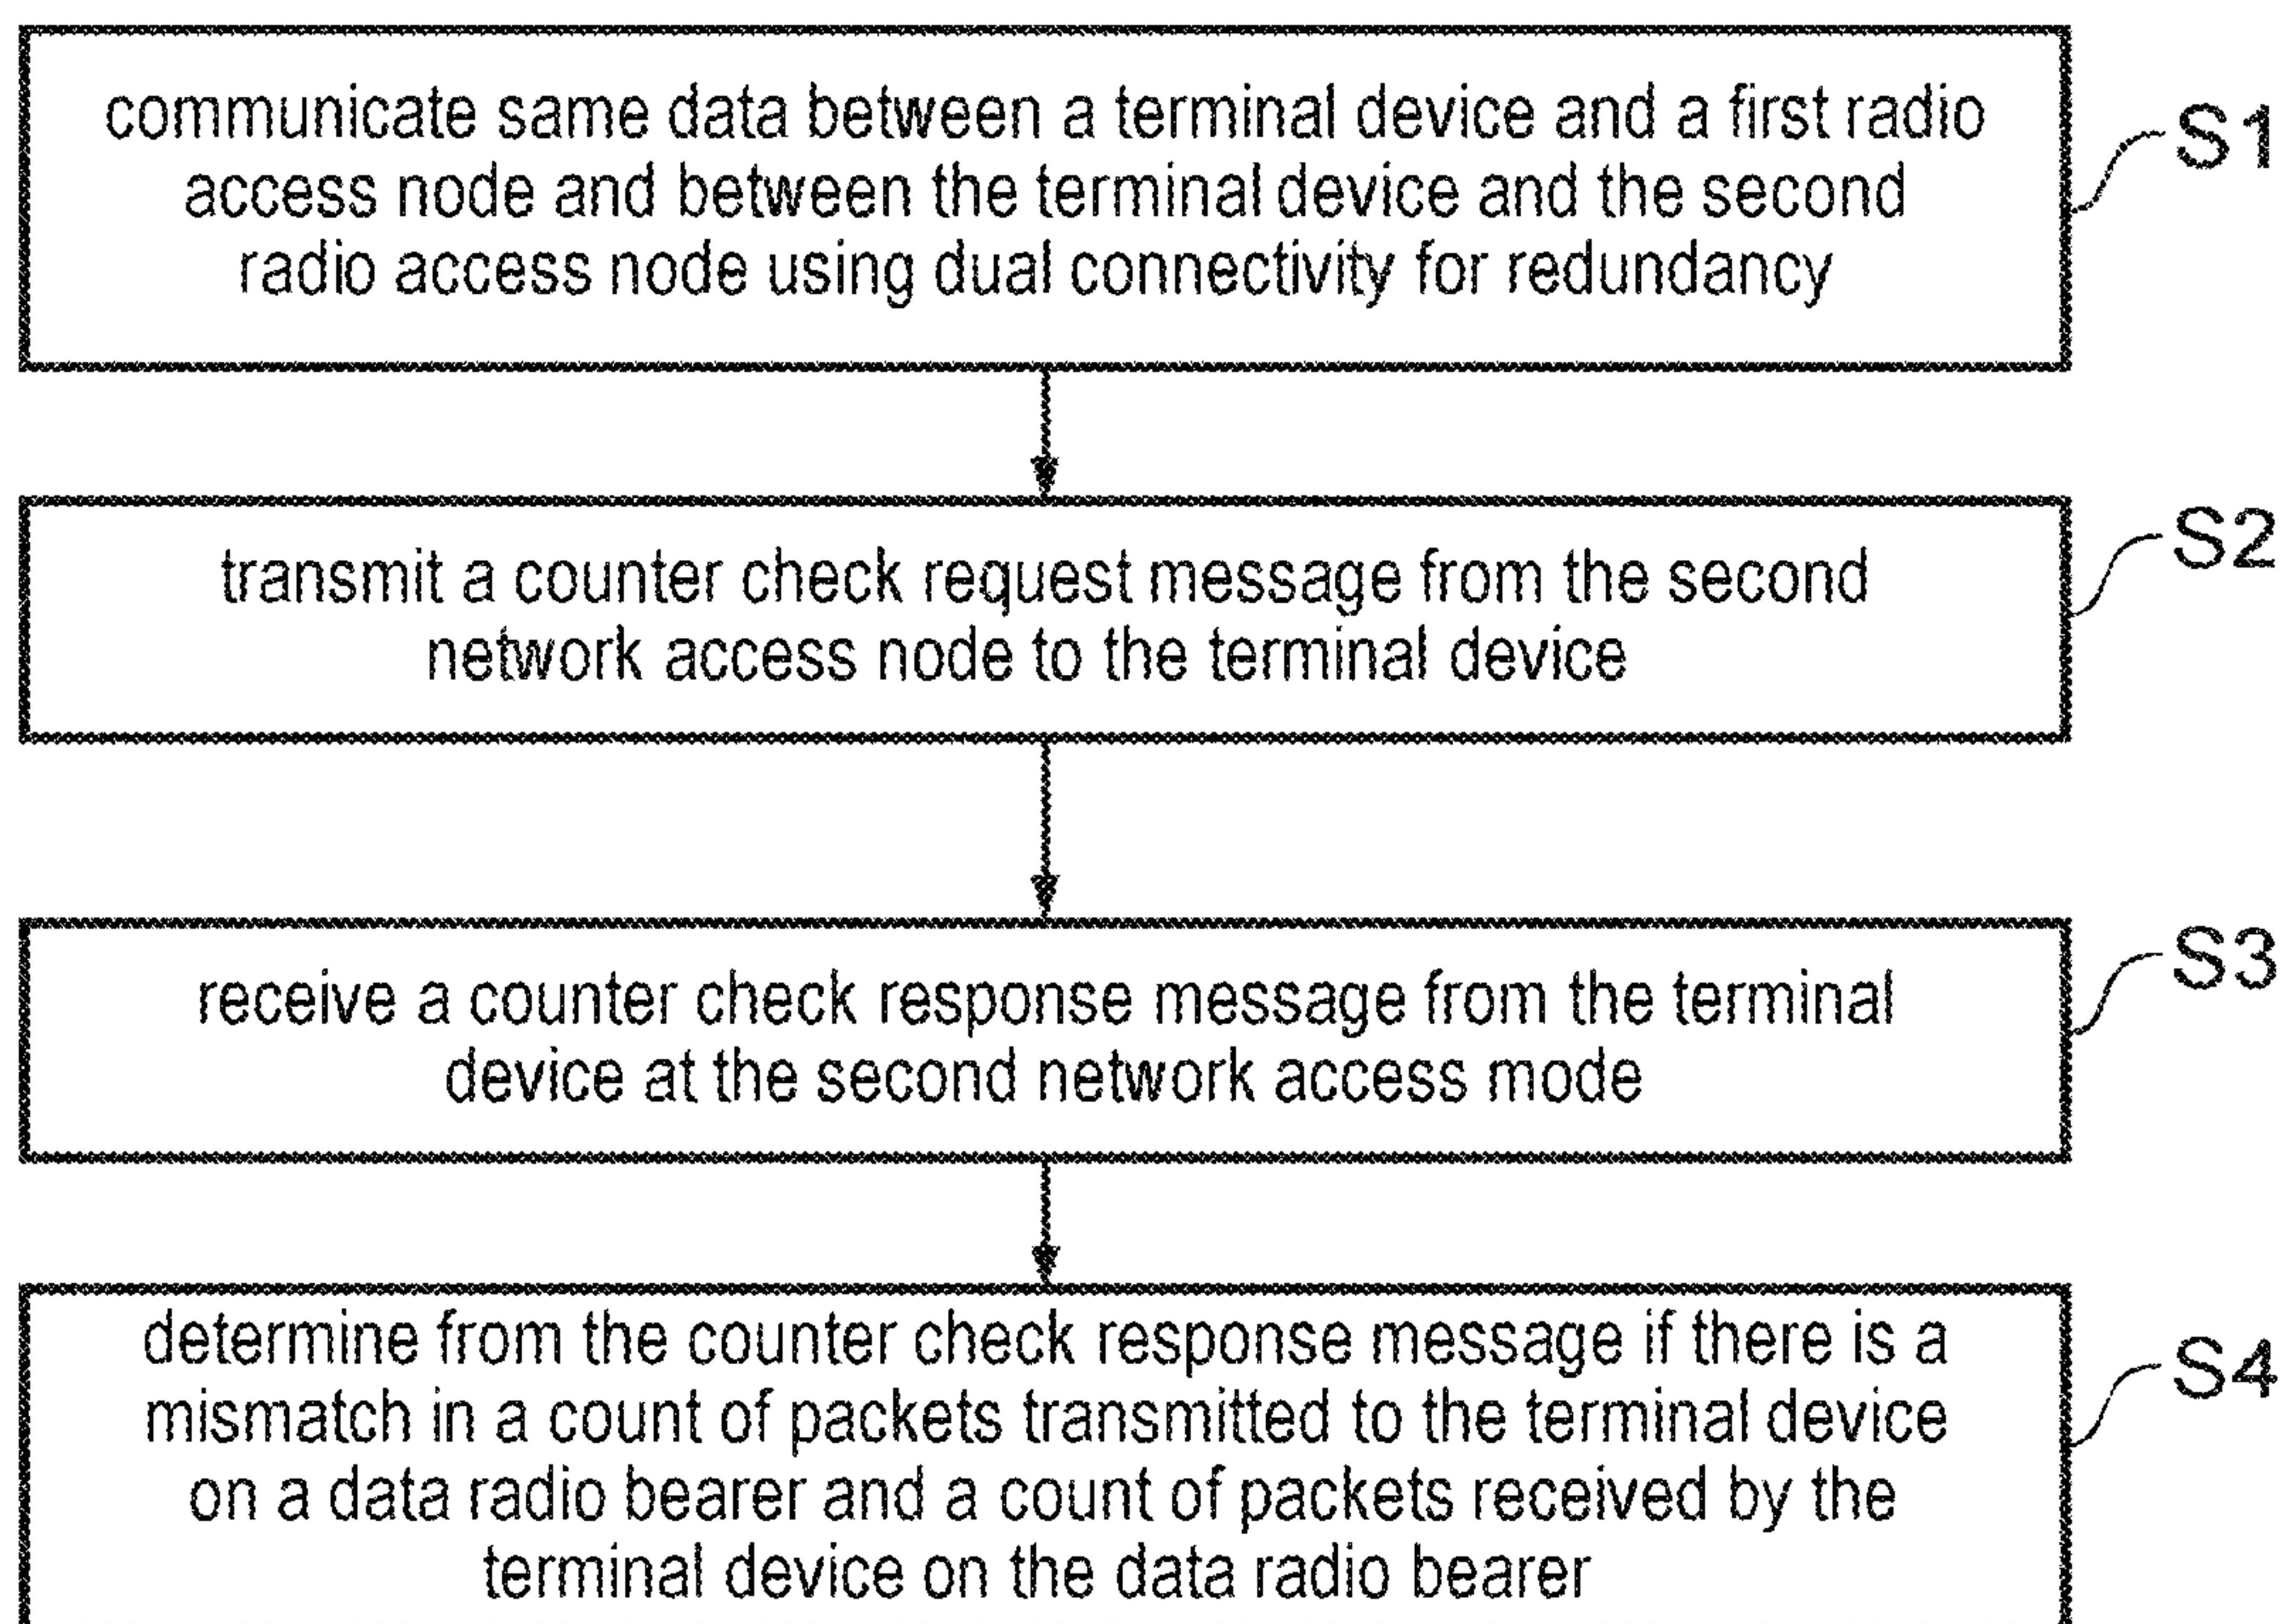 communicate same data between a terminal device and a first radio
access node and between the terminal device and the second
radio access node using dual connectivity for redundancy
S1
transmit a counter check request message from the second
network access node to the terminal device
S2
receive a counter check response message from the terminal
device at the second network access mode
S3
determine from the counter check response message if there is a
mismatch in a count of packets transmitted to the terminal device
on a data radio bearer and a count of packets received by the
terminal device on the data radio bearer
S4